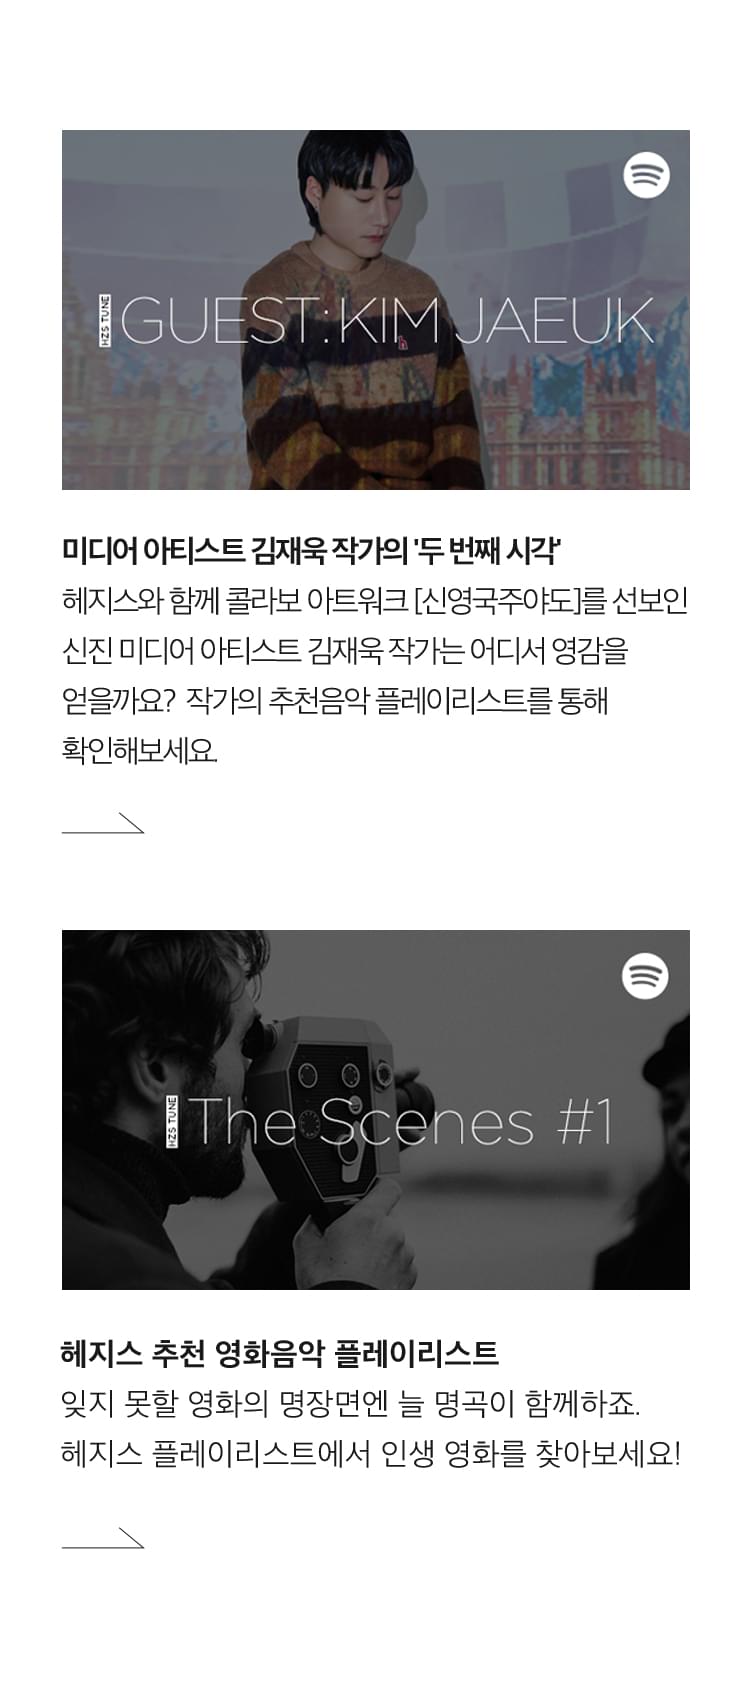 HZS TUNE
GUEST:KIM JAEUK
미디어 아티스트 김재욱 작가의 '두 번째 시각'
헤지스와 함께 콜라보 아트워크 [신영국주야도]를 선보인
신진 미디어 아티스트 김재욱 작가는 어디서 영감을
얻을까요? 작가의 추천음악 플레이리스트를 통해
확인해보세요.
HZS TUNE
The Scenes #1
헤지스 추천 영화음악 플레이리스트
잊지 못할 영화의 명장면엔 늘 명곡이 함께하죠.
헤지스 플레이리스트에서 인생 영화를 찾아보세요!